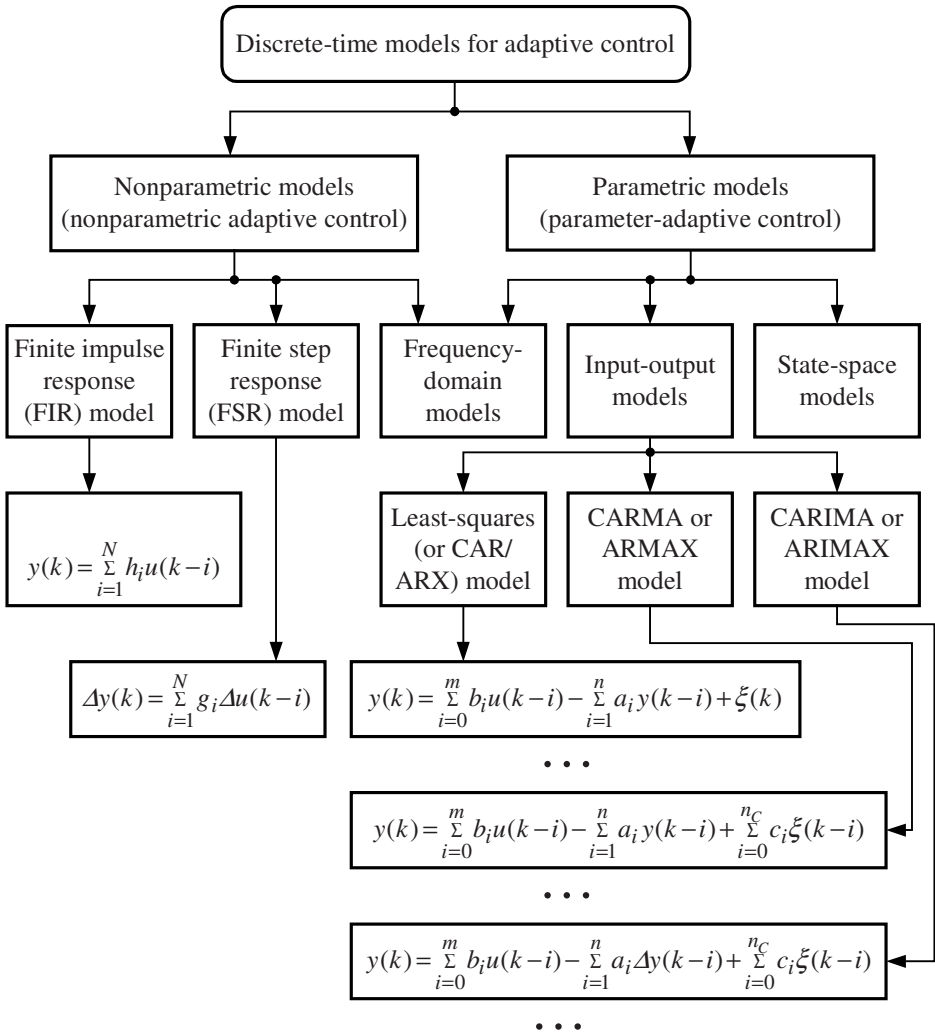 Discrete-time models for adaptive control
Nonparametric models
(nonparametric adaptive control)
Parametric models
(parameter-adaptive control)
Finite impulse
response
(FIR) model
Finite step
response
(FSR) model
Frequency-
domain
models
Input-output
models
State-space
models
y(k) = Σ_{i=1}^{N} h_i u(k−i)
Least-squares
(or CAR/
ARX) model
CARMA or
ARMAX
model
CARIMA or
ARIMAX
model
Δy(k) = Σ_{i=1}^{N} g_i Δu(k−i)
y(k) = Σ_{i=0}^{m} b_i u(k−i) − Σ_{i=1}^{n} a_i y(k−i) + ξ(k)
• • •
y(k) = Σ_{i=0}^{m} b_i u(k−i) − Σ_{i=1}^{n} a_i y(k−i) + Σ_{i=0}^{n_C} c_i ξ(k−i)
• • •
y(k) = Σ_{i=0}^{m} b_i u(k−i) − Σ_{i=1}^{n} a_i Δy(k−i) + Σ_{i=0}^{n_C} c_i ξ(k−i)
• • •